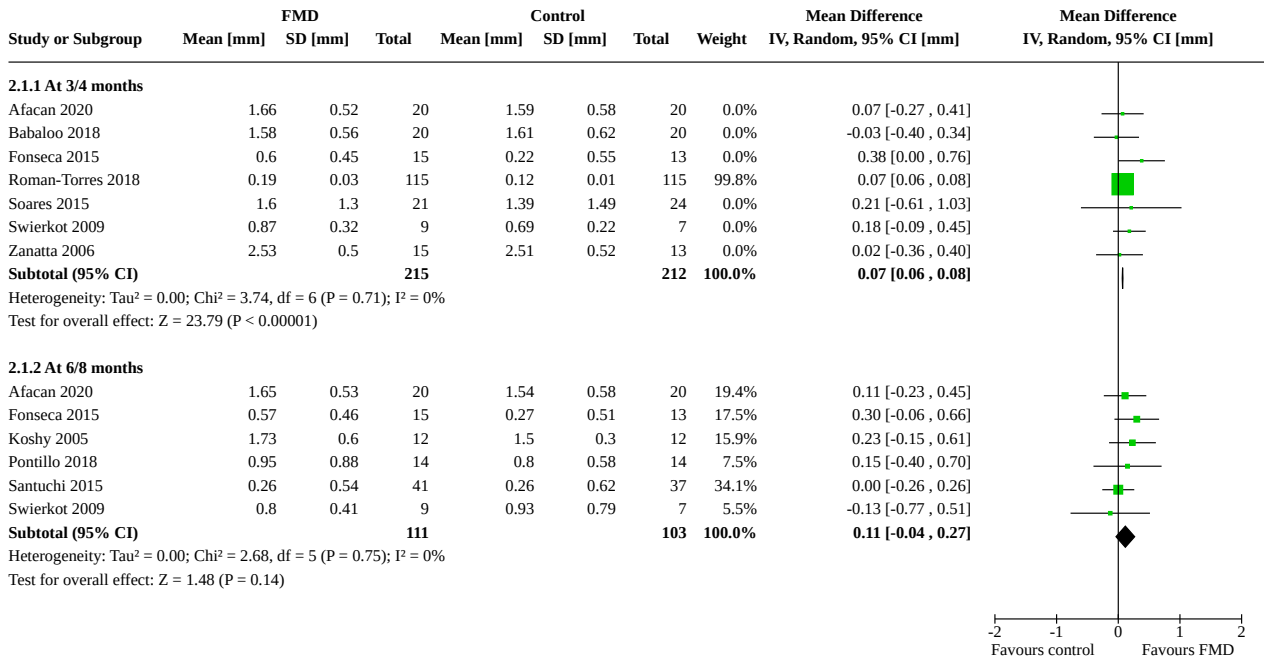 FMD Control Mean Difference Mean Difference
Study or Subgroup Mean [mm] SD [mm] Total Mean [mm] SD [mm] Total Weight IV, Random, 95% CI [mm] IV, Random, 95% CI [mm]
2.1.1 At 3/4 months
Afacan 2020 1.66 0.52 20 1.59 0.58 20 0.0% 0.07 [-0.27 , 0.41]
Babaloo 2018 1.58 0.56 20 1.61 0.62 20 0.0% -0.03 [-0.40 , 0.34]
Fonseca 2015 0.6 0.45 15 0.22 0.55 13 0.0% 0.38 [0.00 , 0.76]
Roman-Torres 2018 0.19 0.03 115 0.12 0.01 115 99.8% 0.07 [0.06 , 0.08]
Soares 2015 1.6 1.3 21 1.39 1.49 24 0.0% 0.21 [-0.61 , 1.03]
Swierkot 2009 0.87 0.32 9 0.69 0.22 7 0.0% 0.18 [-0.09 , 0.45]
Zanatta 2006 2.53 0.5 15 2.51 0.52 13 0.0% 0.02 [-0.36 , 0.40]
Subtotal (95% CI) 215 212 100.0% 0.07 [0.06 , 0.08]
Heterogeneity: Tau² = 0.00; Chi² = 3.74, df = 6 (P = 0.71); I² = 0%
Test for overall effect: Z = 23.79 (P < 0.00001)
2.1.2 At 6/8 months
Afacan 2020 1.65 0.53 20 1.54 0.58 20 19.4% 0.11 [-0.23 , 0.45]
Fonseca 2015 0.57 0.46 15 0.27 0.51 13 17.5% 0.30 [-0.06 , 0.66]
Koshy 2005 1.73 0.6 12 1.5 0.3 12 15.9% 0.23 [-0.15 , 0.61]
Pontillo 2018 0.95 0.88 14 0.8 0.58 14 7.5% 0.15 [-0.40 , 0.70]
Santuchi 2015 0.26 0.54 41 0.26 0.62 37 34.1% 0.00 [-0.26 , 0.26]
Swierkot 2009 0.8 0.41 9 0.93 0.79 7 5.5% -0.13 [-0.77 , 0.51]
Subtotal (95% CI) 111 103 100.0% 0.11 [-0.04 , 0.27]
Heterogeneity: Tau² = 0.00; Chi² = 2.68, df = 5 (P = 0.75); I² = 0%
Test for overall effect: Z = 1.48 (P = 0.14)
-2 -1 0 1 2
Favours control Favours FMD